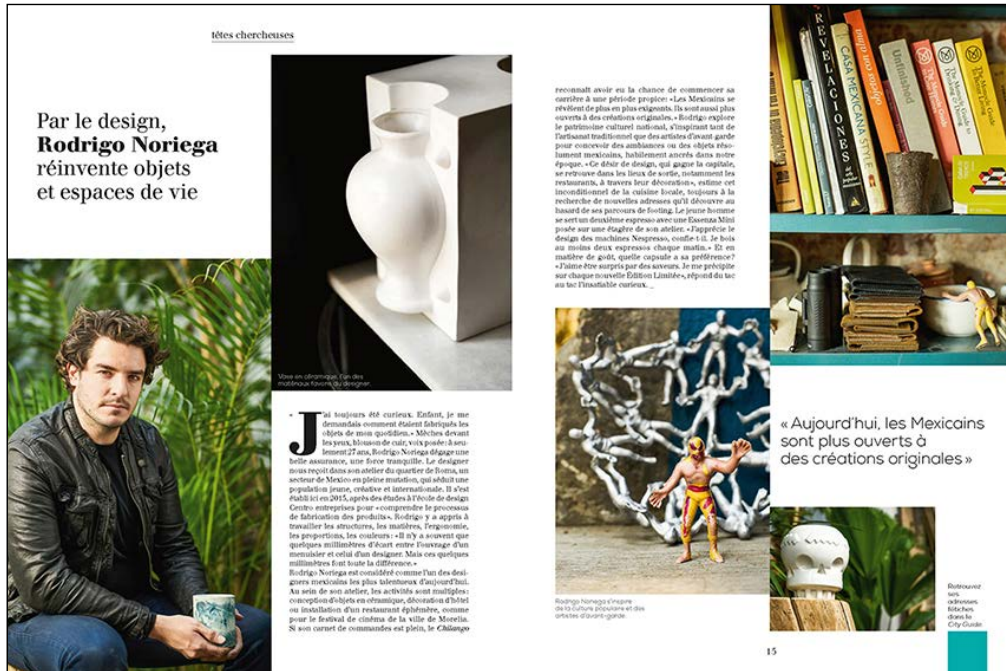 têtes chercheuses
Par le design,
Rodrigo Noriega
réinvente objets
et espaces de vie
Vase en céramique, l'un des
matériaux favoris du designer.
« J'ai toujours été curieux. Enfant, je me
demandais comment étaient fabriqués les
objets de mon quotidien.» Mèches devant
les yeux, blouson de cuir, voix posée: à seu-
lement 27 ans, Rodrigo Noriega dégage une
belle assurance, une force tranquille. Le designer
nous reçoit dans son atelier du quartier de Roma, un
secteur de Mexico en pleine mutation, qui séduit une
population jeune, créative et internationale. Il s'est
établi ici en 2015, après des études à l'école de design
Centro entreprises pour «comprendre le processus
de fabrication des produits». Rodrigo y a appris à
travailler les structures, les matières, l'ergonomie,
les proportions, les couleurs: «Il n'y a souvent que
quelques millimètres d'écart entre l'ouvrage d'un
menuisier et celui d'un designer. Mais ces quelques
millimètres font toute la différence.»
Rodrigo Noriega est considéré comme l'un des desi-
gners mexicains les plus talentueux d'aujourd'hui.
Au sein de son atelier, les activités sont multiples:
conception d'objets en céramique, décoration d'hôtel
ou installation d'un restaurant éphémère, comme
pour le festival de cinéma de la ville de Morelia.
Si son carnet de commandes est plein, le Chilango
reconnaît avoir eu la chance de commencer sa
carrière à une période propice: «Les Mexicains se
révèlent de plus en plus exigeants. Ils sont aussi plus
ouverts à des créations originales.» Rodrigo explore
le patrimoine culturel national, s'inspirant tant de
l'artisanat traditionnel que des artistes d'avant-garde
pour concevoir des ambiances ou des objets réso-
lument mexicains, habilement ancrés dans notre
époque. «Ce désir de design, qui gagne la capitale,
se retrouve dans les lieux de sortie, notamment les
restaurants, à travers leur décoration», estime cet
inconditionnel de la cuisine locale, toujours à la
recherche de nouvelles adresses qu'il découvre au
hasard de ses parcours de footing. Le jeune homme
se sert un deuxième espresso avec une Essenza Mini
posée sur une étagère de son atelier. «J'apprécie le
design des machines Nespresso, confie-t-il. Je bois
au moins deux espressos chaque matin.» Et en
matière de goût, quelle capsule a sa préférence?
«J'aime être surpris par des saveurs. Je me précipite
sur chaque nouvelle Édition Limitée», répond du tac
au tac l'insatiable curieux.
Rodrigo Noriega s'inspire
de la culture populaire et des
artistes d'avant-garde.
REVELACIONES
CASA MEXICANA STYLE
objetos con alma
Unfinished
The Monocle Guide to
Drinking & Dining
The Monocle Guide
to Better Living
«Aujourd'hui, les Mexicains
sont plus ouverts à
des créations originales»
Retrouvez
ses
adresses
fétiches
dans le
City Guide
15